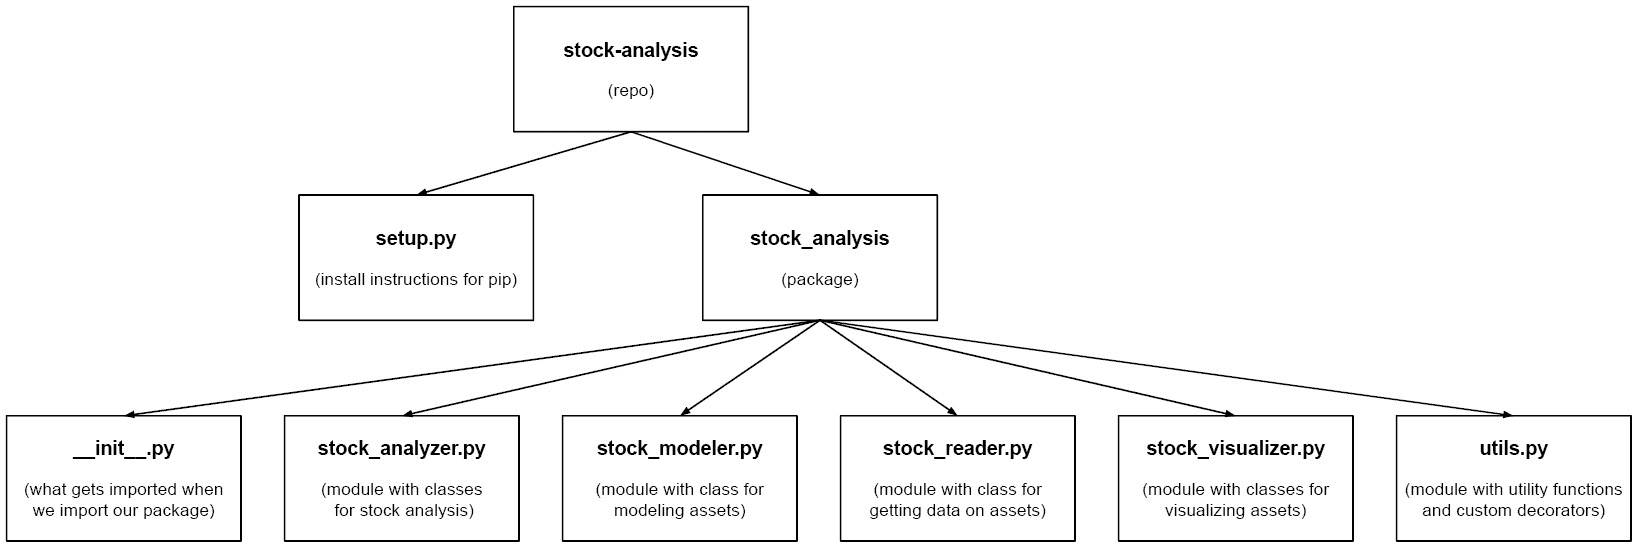 stock-analysis
(repo)
setup.py
(install instructions for pip)
stock_analysis
(package)
__init__.py
(what gets imported when
we import our package)
stock_analyzer.py
(module with classes
for stock analysis)
stock_modeler.py
(module with class for
modeling assets)
stock_reader.py
(module with class for
getting data on assets)
stock_visualizer.py
(module with classes for
visualizing assets)
utils.py
(module with utility functions
and custom decorators)